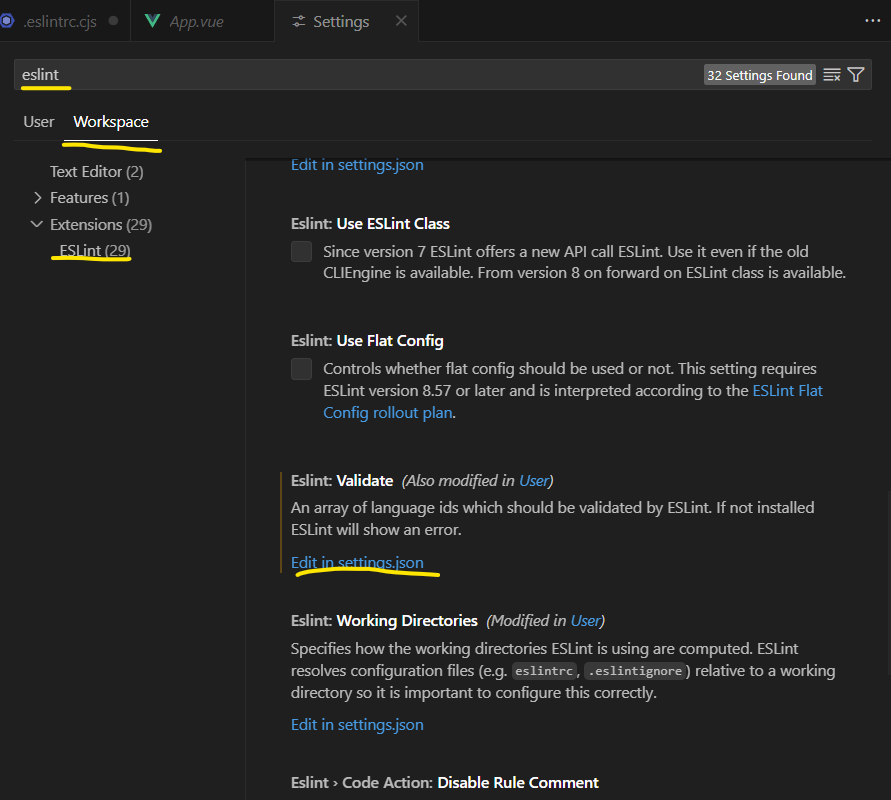 .eslintrc.cjs
App.vue
Settings
eslint
32 Settings Found
User
Workspace
Text Editor (2)
Features (1)
Extensions (29)
ESLint (29)
Edit in settings.json
Eslint: Use ESLint Class
Since version 7 ESLint offers a new API call ESLint. Use it even if the old
CLIEngine is available. From version 8 on forward on ESLint class is available.
Eslint: Use Flat Config
Controls whether flat config should be used or not. This setting requires
ESLint version 8.57 or later and is interpreted according to the ESLint Flat
Config rollout plan.
Eslint: Validate (Also modified in User)
An array of language ids which should be validated by ESLint. If not installed
ESLint will show an error.
Edit in settings.json
Eslint: Working Directories (Modified in User)
Specifies how the working directories ESLint is using are computed. ESLint
resolves configuration files (e.g. eslintrc, .eslintignore) relative to a working
directory so it is important to configure this correctly.
Edit in settings.json
Eslint › Code Action: Disable Rule Comment